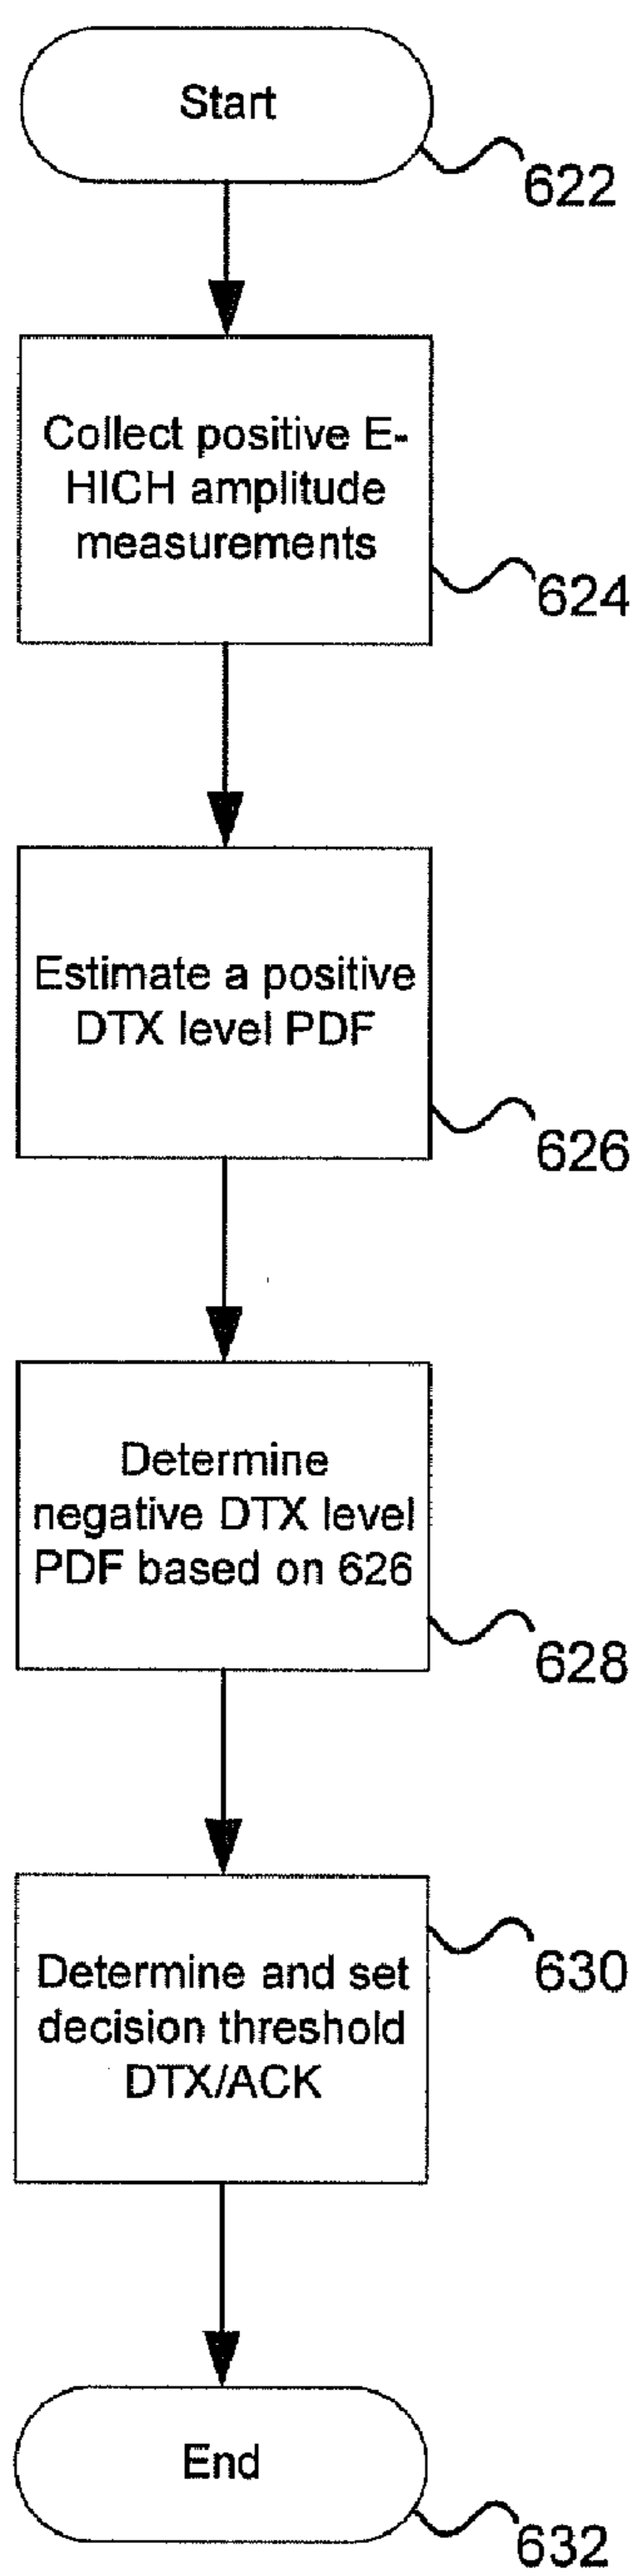 Start
622
Collect positive E-
HICH amplitude
measurements
624
Estimate a positive
DTX level PDF
626
Determine
negative DTX level
PDF based on 626
628
Determine and set
decision threshold
DTX/ACK
630
End
632